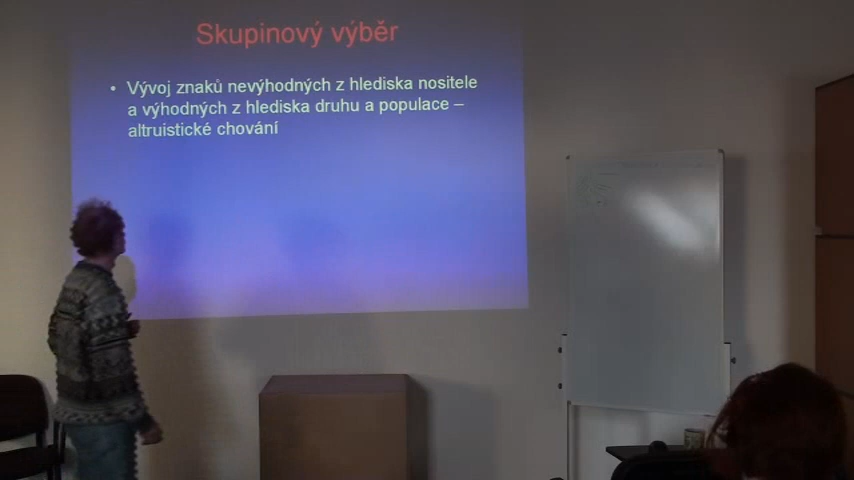 Skupinový výběr
• Vývoj znaků nevýhodných z hlediska nositele
a výhodných z hlediska druhu a populace –
altruistické chování